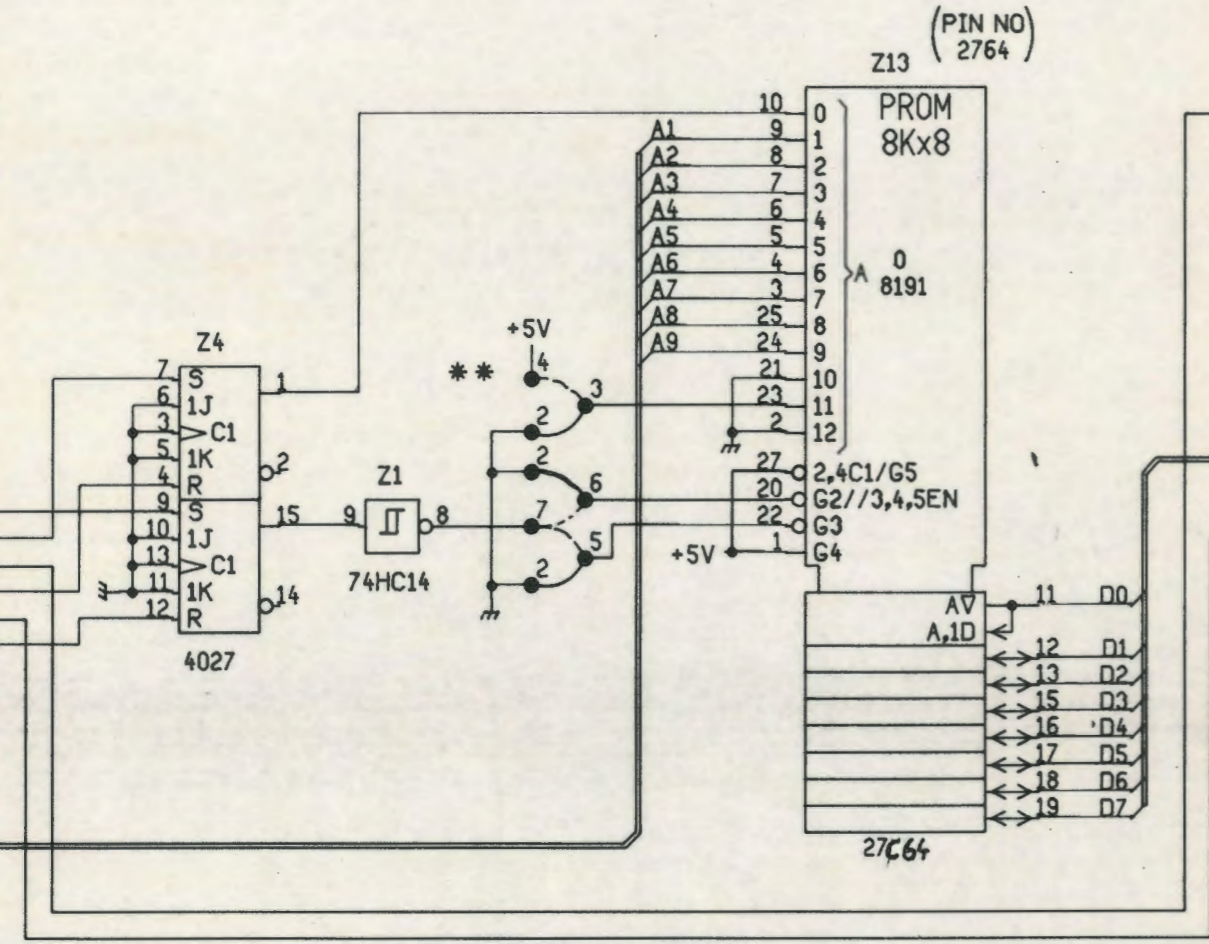 (PIN NO)
2764
Z13
PROM
8Kx8
10 0
A1 9 1
A2 8 2
A3 7 3
A4 6 4
A5 5 5
A6 4 6
A7 3 7
A8 25 8
A9 24 9
21 10
23 11
2 12
A 0
8191
27 2,4C1/G5
20 G2//3,4,5EN
22 G3
+5V 1 G4
A∇ 11 D0
A,1D
12 D1
13 D2
15 D3
16 D4
17 D5
18 D6
19 D7
27C64
+5V
** 4
3
2
2
6
7
5
2
Z4
7 S 1
6 1J
3 C1
5 1K 2
4 R
9 S 15
10 1J
13 C1
11 1K 14
12 R
4027
Z1
9 8
74HC14